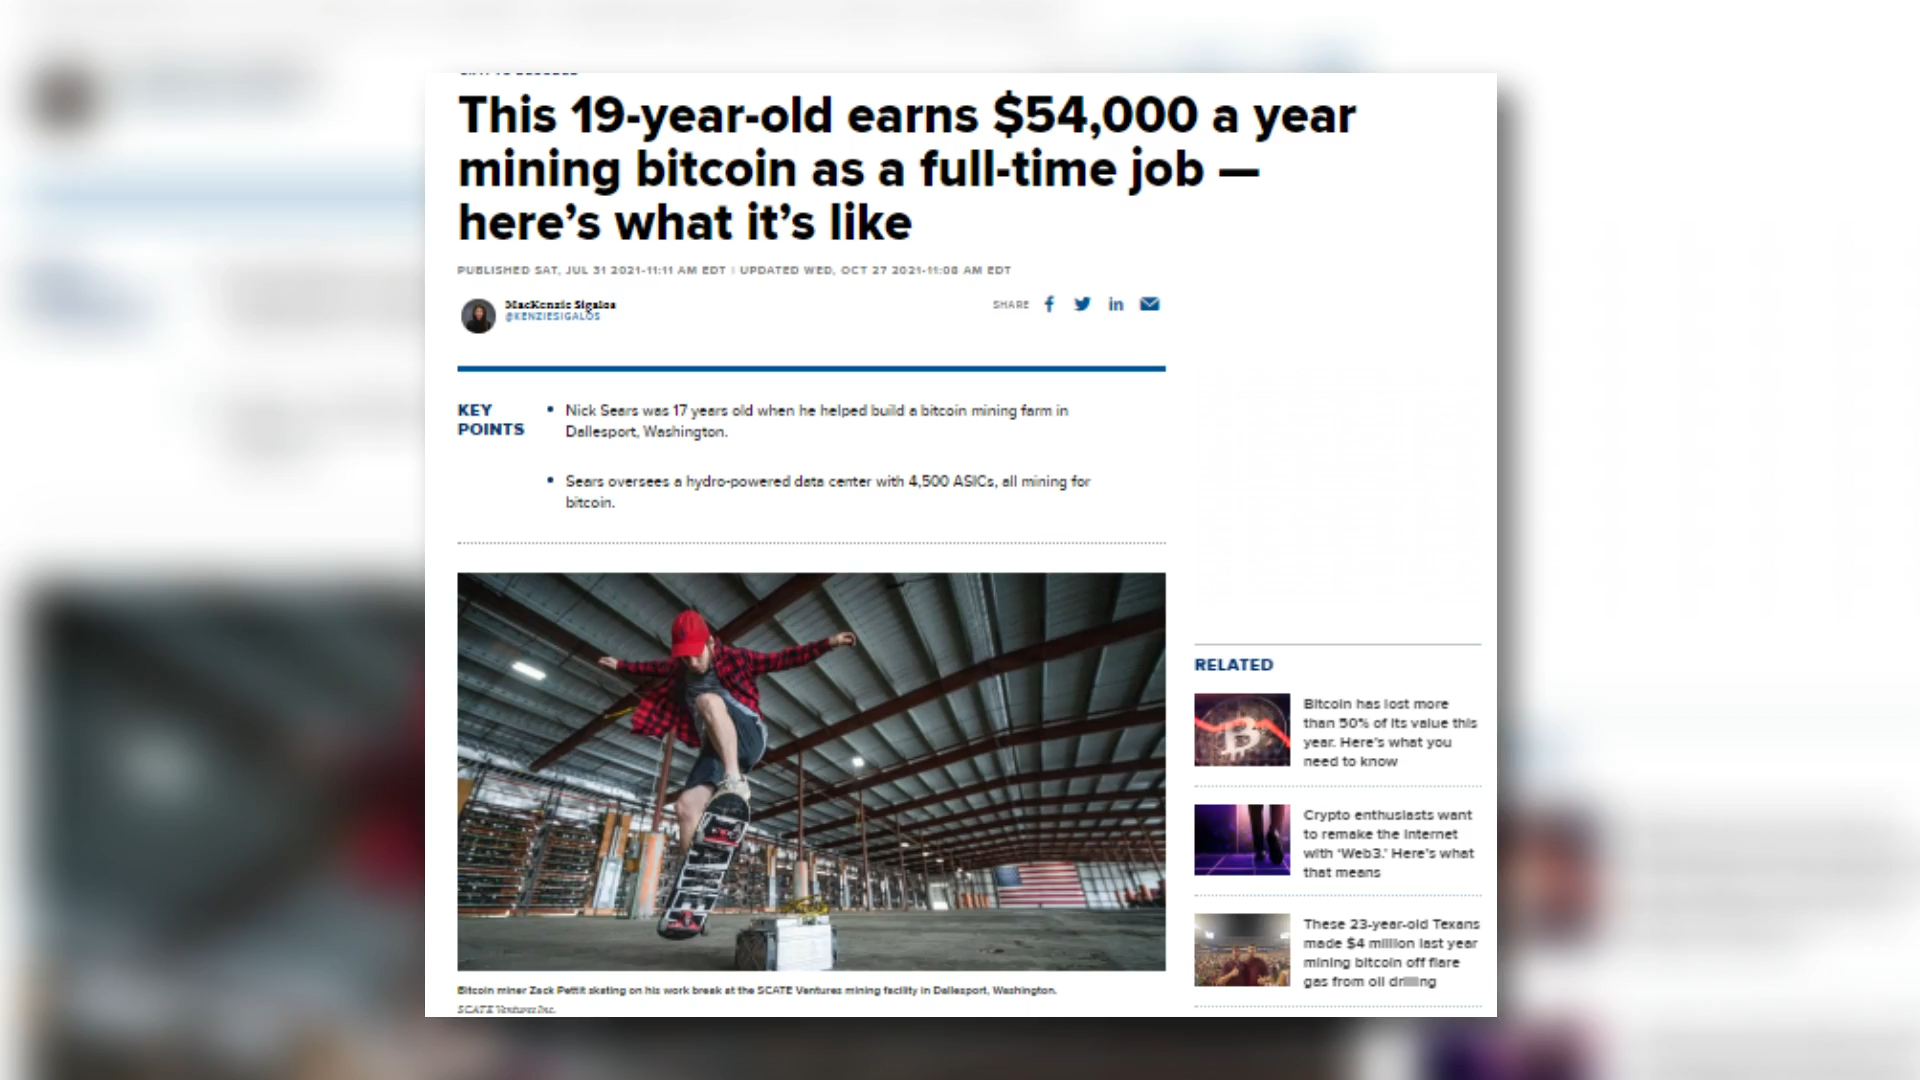 This 19-year-old earns $54,000 a year
mining bitcoin as a full-time job —
here's what it's like
PUBLISHED SAT, JUL 31 2021-11:11 AM EDT | UPDATED WED, OCT 27 2021-11:08 AM EDT
MacKenzie Sigalos
@KENZIESIGALOS
SHARE
KEY
POINTS
• Nick Sears was 17 years old when he helped build a bitcoin mining farm in
Dallesport, Washington.
• Sears oversees a hydro-powered data center with 4,500 ASICs, all mining for
bitcoin.
Bitcoin miner Zack Pettit skating on his work break at the SCATE Ventures mining facility in Dallesport, Washington.
SCATE Ventures Inc.
RELATED
Bitcoin has lost more
than 50% of its value this
year. Here's what you
need to know
Crypto enthusiasts want
to remake the internet
with 'Web3.' Here's what
that means
These 23-year-old Texans
made $4 million last year
mining bitcoin off flare
gas from oil drilling